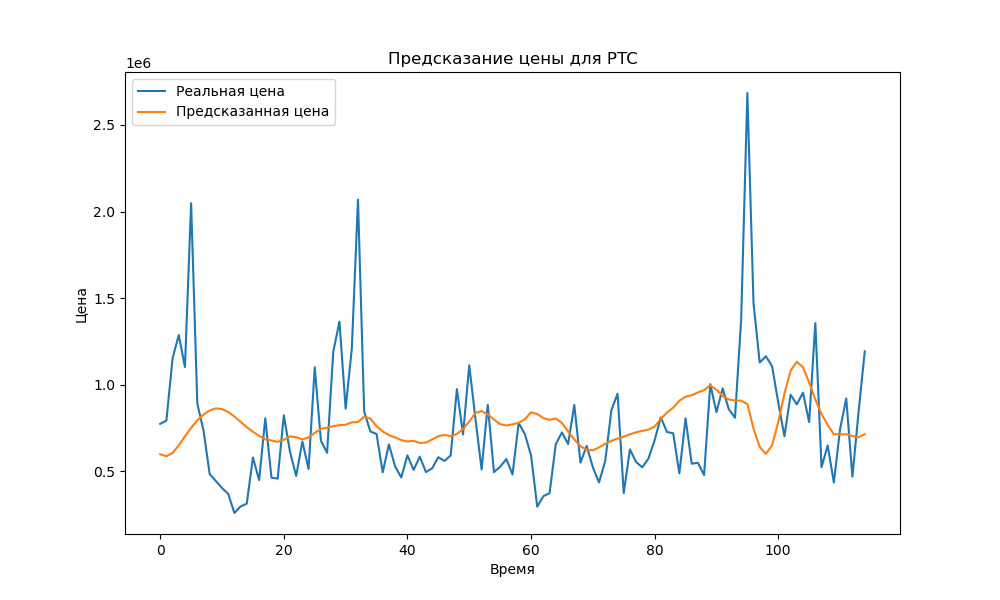 Предсказание цены для РТС
1e6
Реальная цена
Предсказанная цена
2.5
2.0
1.5
1.0
0.5
Цена
0 20 40 60 80 100
Время